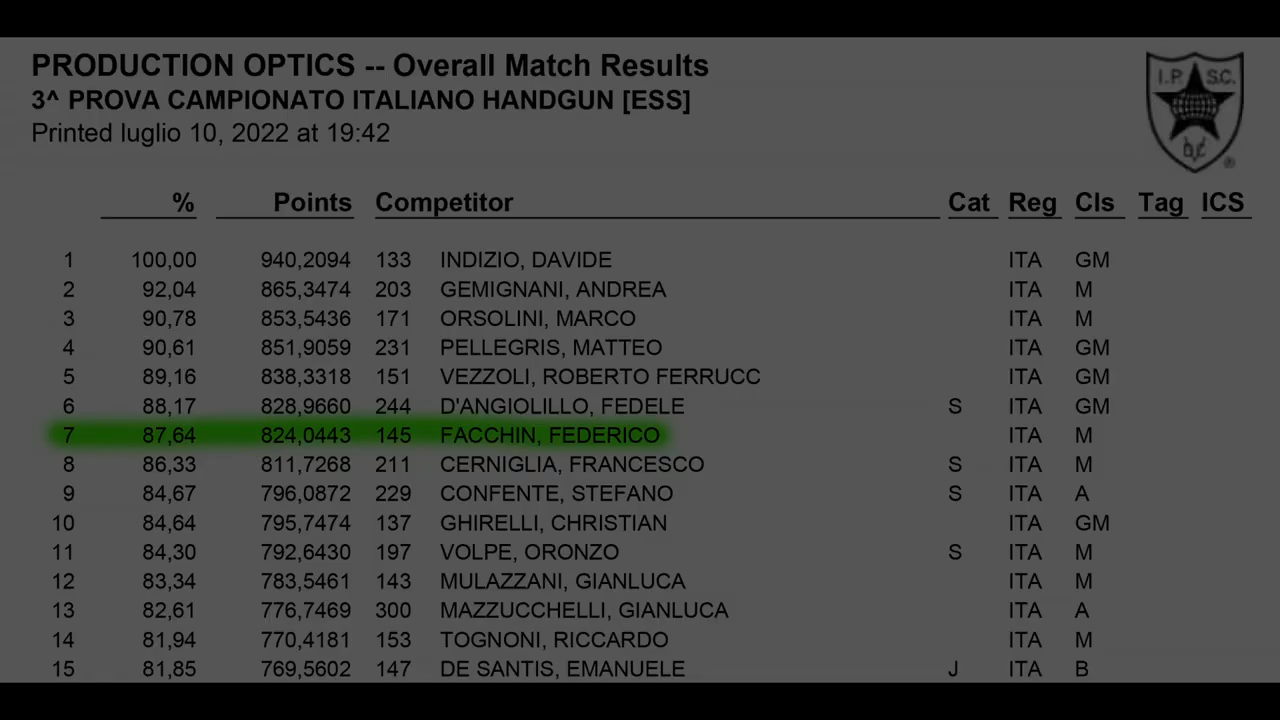 PRODUCTION OPTICS -- Overall Match Results
3^ PROVA CAMPIONATO ITALIANO HANDGUN [ESS]
Printed luglio 10, 2022 at 19:42
I.P.S.C.
DVC
®
% Points Competitor Cat Reg Cls Tag ICS
1 100,00 940,2094 133 INDIZIO, DAVIDE ITA GM
2 92,04 865,3474 203 GEMIGNANI, ANDREA ITA M
3 90,78 853,5436 171 ORSOLINI, MARCO ITA M
4 90,61 851,9059 231 PELLEGRIS, MATTEO ITA GM
5 89,16 838,3318 151 VEZZOLI, ROBERTO FERRUCC ITA GM
6 88,17 828,9660 244 D'ANGIOLILLO, FEDELE S ITA GM
7 87,64 824,0443 145 FACCHIN, FEDERICO ITA M
8 86,33 811,7268 211 CERNIGLIA, FRANCESCO S ITA M
9 84,67 796,0872 229 CONFENTE, STEFANO S ITA A
10 84,64 795,7474 137 GHIRELLI, CHRISTIAN ITA GM
11 84,30 792,6430 197 VOLPE, ORONZO S ITA M
12 83,34 783,5461 143 MULAZZANI, GIANLUCA ITA M
13 82,61 776,7469 300 MAZZUCCHELLI, GIANLUCA ITA A
14 81,94 770,4181 153 TOGNONI, RICCARDO ITA M
15 81,85 769,5602 147 DE SANTIS, EMANUELE J ITA B